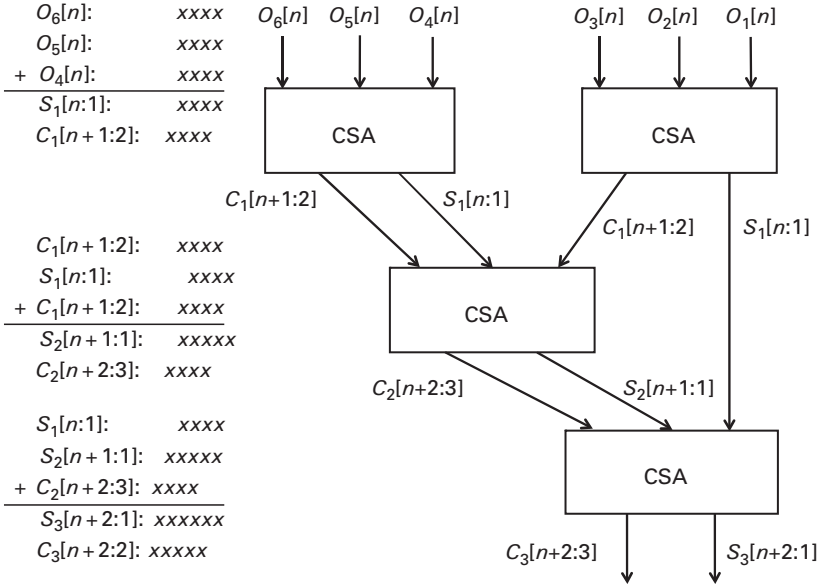 O₆[n]: xxxx
O₅[n]: xxxx
+ O₄[n]: xxxx
S₁[n:1]: xxxx
C₁[n+1:2]: xxxx
C₁[n+1:2]: xxxx
S₁[n:1]: xxxx
+ C₁[n+1:2]: xxxx
S₂[n+1:1]: xxxxx
C₂[n+2:3]: xxxx
S₁[n:1]: xxxx
S₂[n+1:1]: xxxxx
+ C₂[n+2:3]: xxxx
S₃[n+2:1]: xxxxxx
C₃[n+2:2]: xxxxx
O₆[n] O₅[n] O₄[n] O₃[n] O₂[n] O₁[n]
CSA CSA
C₁[n+1:2] S₁[n:1] C₁[n+1:2] S₁[n:1]
CSA
C₂[n+2:3] S₂[n+1:1]
CSA
C₃[n+2:3] S₃[n+2:1]